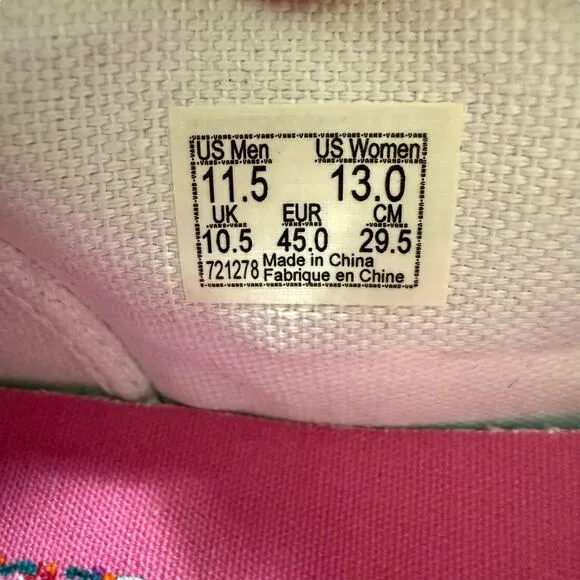 US Men US Women
11.5 13.0
UK EUR CM
10.5 45.0 29.5
721278 Made in China
Fabrique en Chine